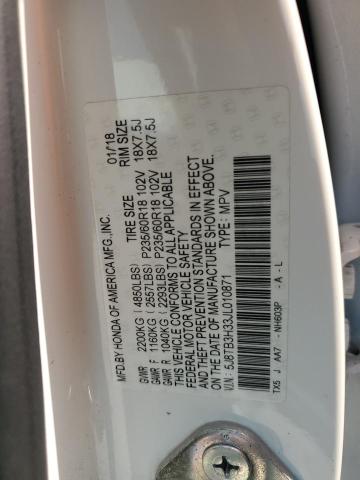 MFD.BY HONDA OF AMERICA MFG.,INC. 01/18
TIRE SIZE RIM SIZE
GVWR 2200KG (4850LBS) P235/60R18 102V 18X7.5J
GAWR F 1160KG (2557LBS) P235/60R18 102V 18X7.5J
GAWR R 1040KG (2293LBS)
THIS VEHICLE CONFORMS TO ALL APPLICABLE
FEDERAL MOTOR VEHICLE SAFETY
AND THEFT PREVENTION STANDARDS IN EFFECT
ON THE DATE OF MANUFACTURE SHOWN ABOVE.
V.I.N.: 5J8TB3H33JL010871 TYPE: MPV
TX5 J AA7 - NH603P - A - L